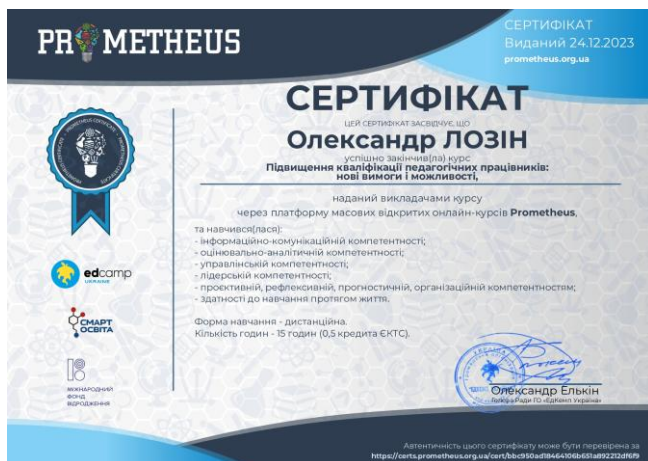 PROMETHEUS
СЕРТИФІКАТ
Виданий 24.12.2023
prometheus.org.ua
СЕРТИФІКАТ
ЦЕЙ СЕРТИФІКАТ ЗАСВІДЧУЄ, ЩО
Олександр ЛОЗІН
успішно закінчив(ла) курс
Підвищення кваліфікації педагогічних працівників:
нові вимоги і можливості,
наданий викладачами курсу
через платформу масових відкритих онлайн-курсів Prometheus,
та навчився(лася):
- інформаційно-комунікаційній компетентності;
- оцінювально-аналітичній компетентності;
- управлінській компетентності;
- лідерській компетентності;
- проєктивній, рефлексивній, прогностичній, організаційній компетентностям;
- здатності до навчання протягом життя.
Форма навчання - дистанційна.
Кількість годин - 15 годин (0,5 кредита ЄКТС).
edcamp
UKRAINE
СМАРТ
ОСВІТА
МІЖНАРОДНИЙ
ФОНД
ВІДРОДЖЕННЯ
Олександр Елькін
Голова Ради ГО «ЕдКемп Україна»
Автентичність цього сертифікату може бути перевірена за